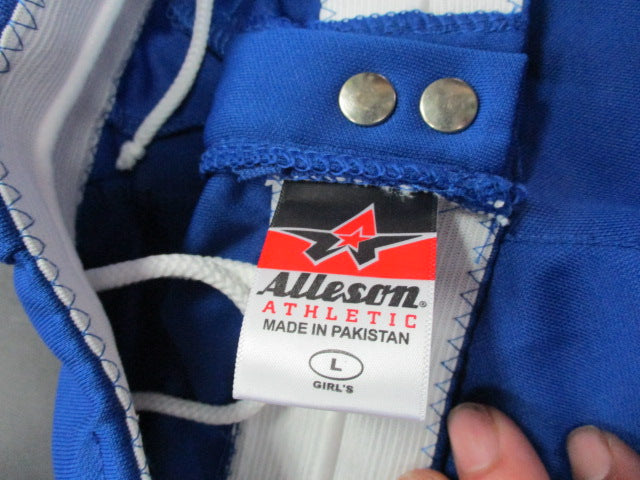 Alleson®
ATHLETIC
MADE IN PAKISTAN
L
GIRL'S